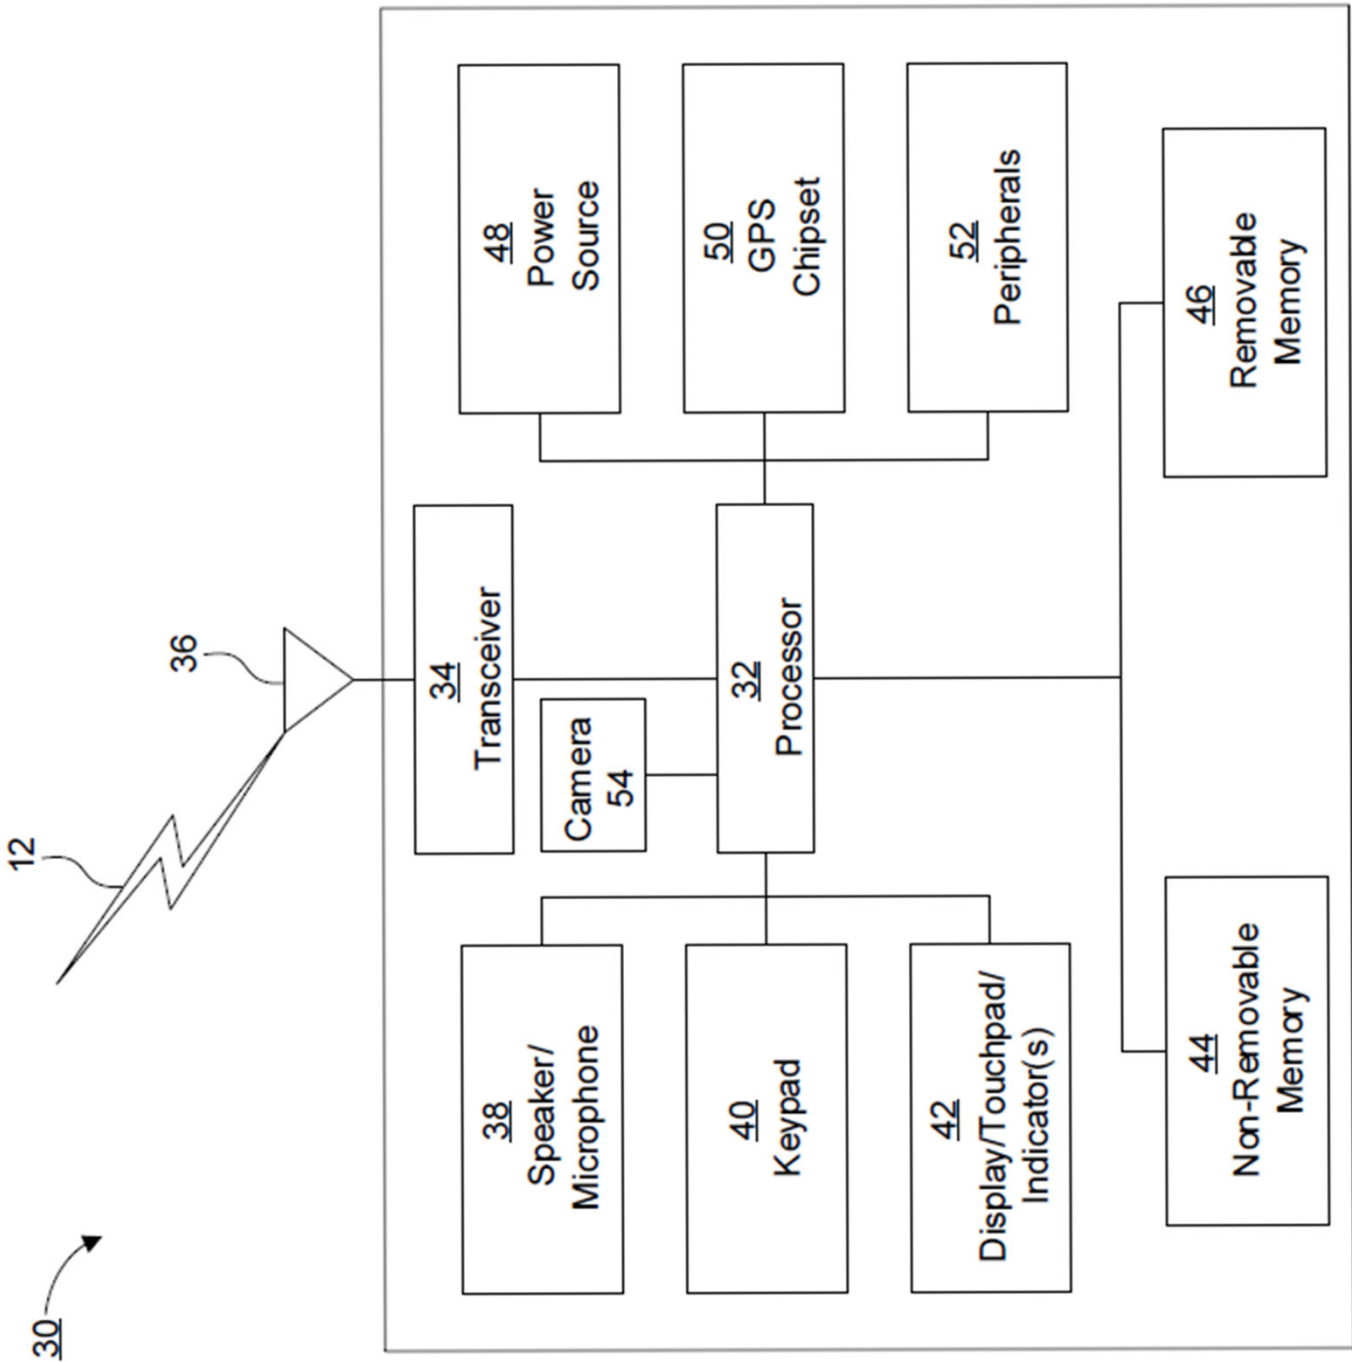 30
12
36
34
Transceiver
Camera
54
32
Processor
38
Speaker/
Microphone
40
Keypad
42
Display/Touchpad/
Indicator(s)
48
Power
Source
50
GPS
Chipset
52
Peripherals
44
Non-Removable
Memory
46
Removable
Memory